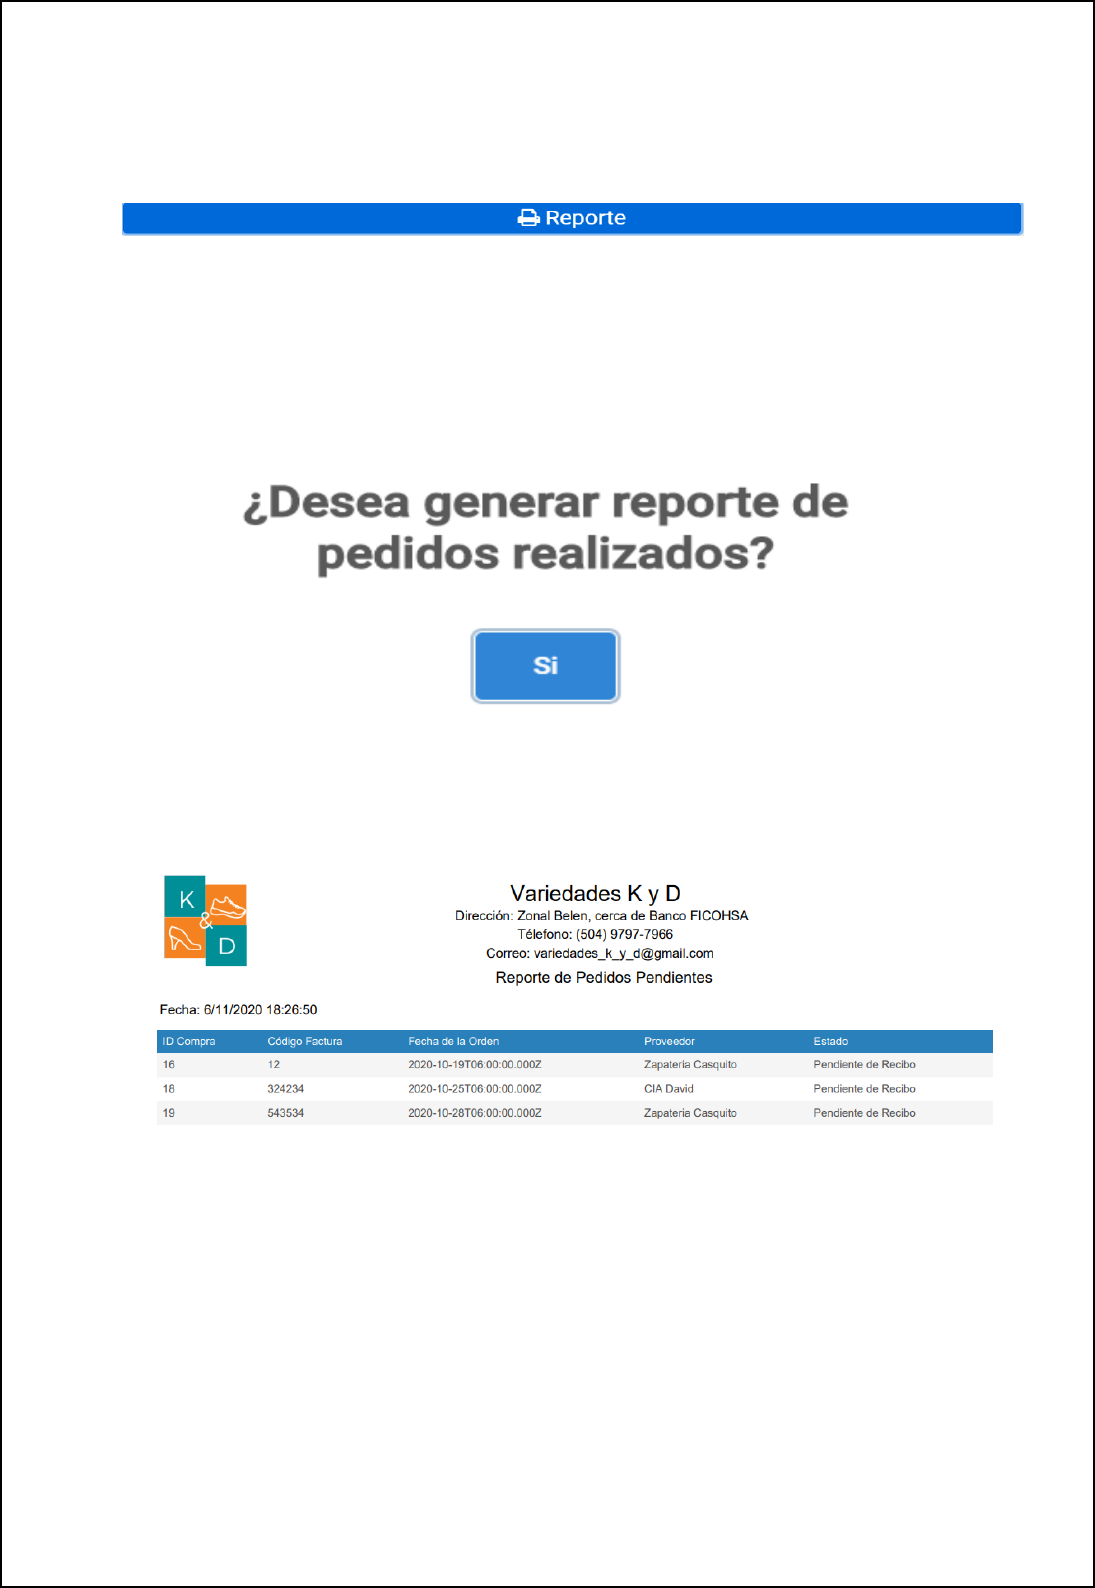 Reporte
¿Desea generar reporte de
pedidos realizados?
Si
K
&
D
Variedades K y D
Dirección: Zonal Belen, cerca de Banco FICOHSA
Télefono: (504) 9797-7966
Correo: variedades_k_y_d@gmail.com
Reporte de Pedidos Pendientes
Fecha: 6/11/2020 18:26:50
ID Compra Código Factura Fecha de la Orden Proveedor Estado
16 12 2020-10-19T06:00:00.000Z Zapateria Casquito Pendiente de Recibo
18 324234 2020-10-25T06:00:00.000Z CIA David Pendiente de Recibo
19 543534 2020-10-28T06:00:00.000Z Zapateria Casquito Pendiente de Recibo